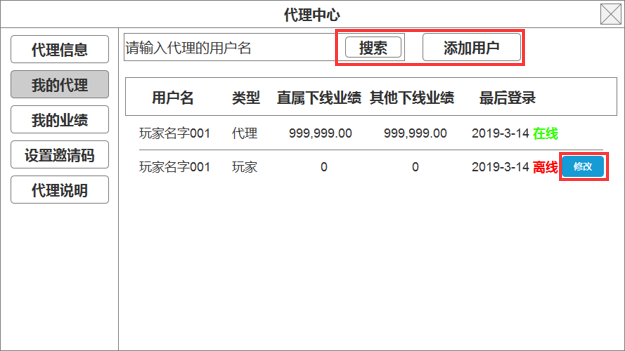 代理中心
代理信息
我的代理
我的业绩
设置邀请码
代理说明
请输入代理的用户名 搜索 添加用户
用户名 类型 直属下线业绩 其他下线业绩 最后登录
玩家名字001 代理 999,999.00 999,999.00 2019-3-14 在线
玩家名字001 玩家 0 0 2019-3-14 离线 修改